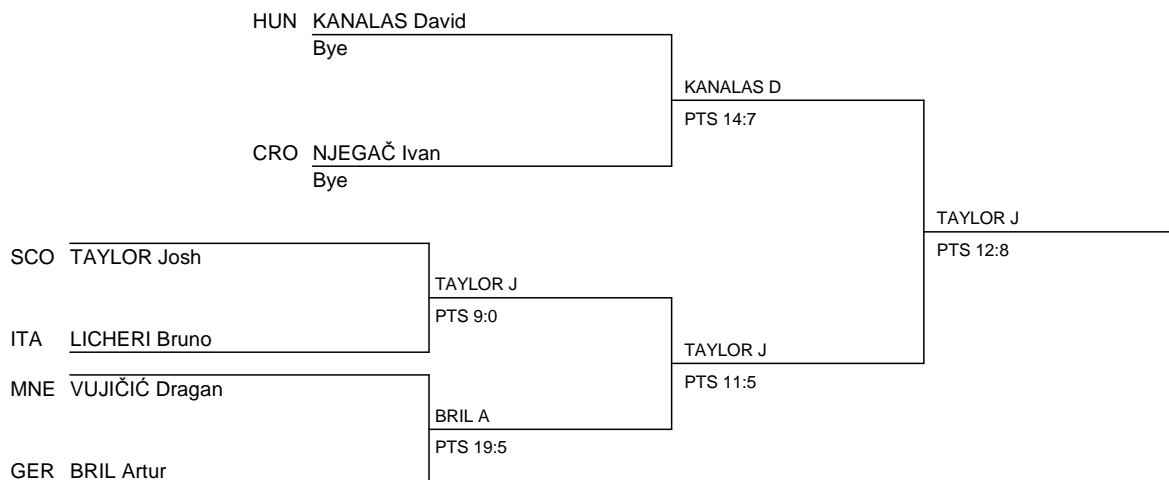 HUN KANALAS David
Bye
KANALAS D
PTS 14:7
CRO NJEGAČ Ivan
Bye
TAYLOR J
PTS 12:8
SCO TAYLOR Josh
TAYLOR J
PTS 9:0
ITA LICHERI Bruno
TAYLOR J
PTS 11:5
MNE VUJIČIĆ Dragan
BRIL A
PTS 19:5
GER BRIL Artur